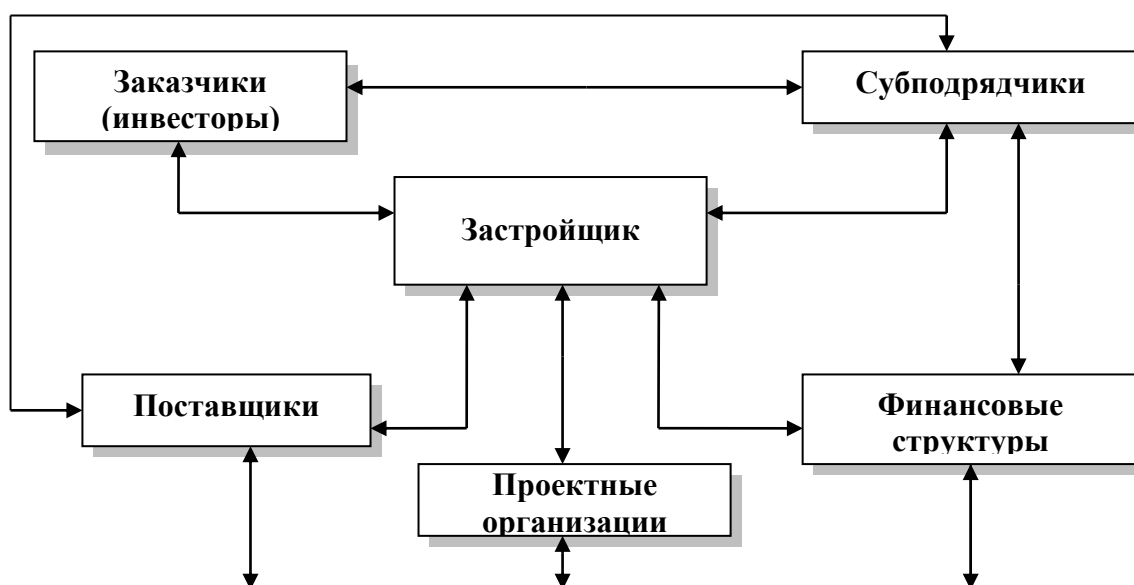 Заказчики
(инвесторы)
Субподрядчики
Застройщик
Поставщики
Финансовые
структуры
Проектные
организации